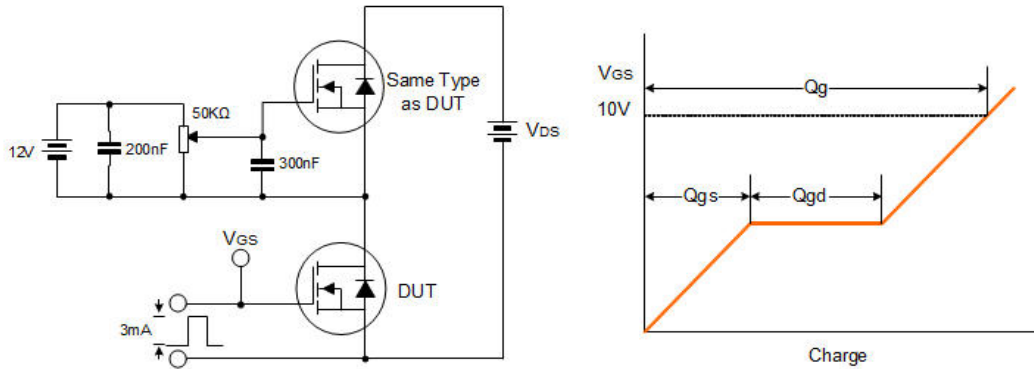 12V
200nF
50KΩ
300nF
Same Type
as DUT
VDS
VGS
3mA
DUT
VGS
10V
Qg
Qgs
Qgd
Charge